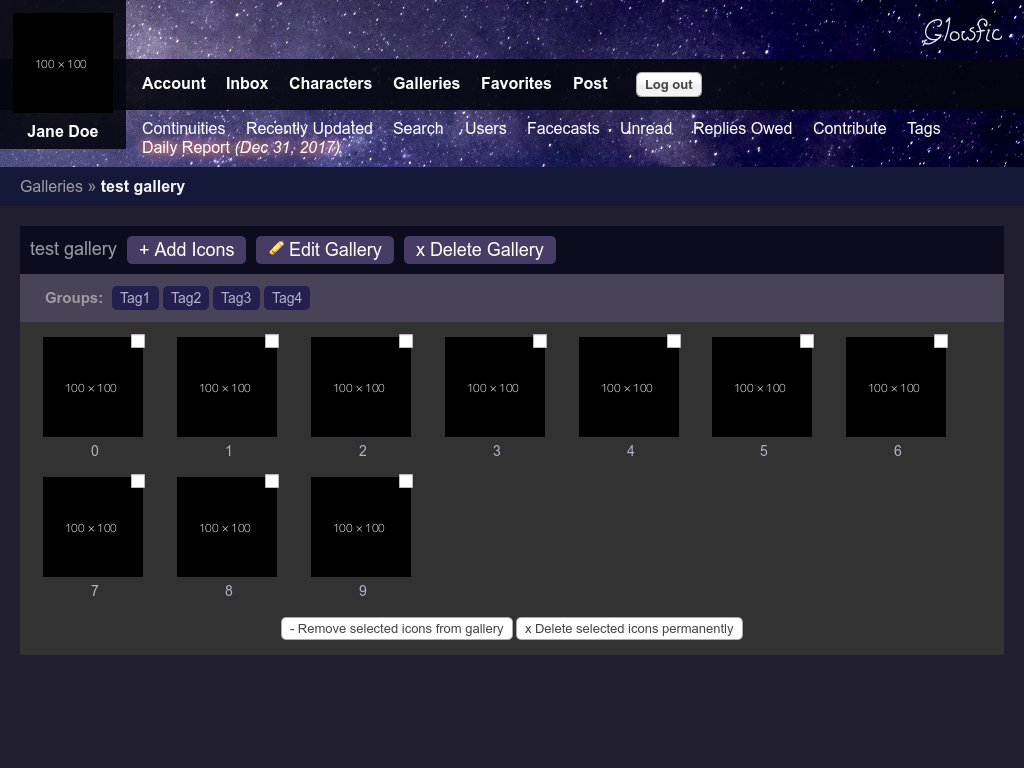 Glowfic
100 × 100
Account Inbox Characters Galleries Favorites Post Log out
Jane Doe
Continuities Recently Updated Search Users Facecasts Unread Replies Owed Contribute Tags
Daily Report (Dec 31, 2017)
Galleries » test gallery
test gallery + Add Icons Edit Gallery x Delete Gallery
Groups: Tag1 Tag2 Tag3 Tag4
100 × 100 100 × 100 100 × 100 100 × 100 100 × 100 100 × 100 100 × 100
0 1 2 3 4 5 6
100 × 100 100 × 100 100 × 100
7 8 9
- Remove selected icons from gallery x Delete selected icons permanently